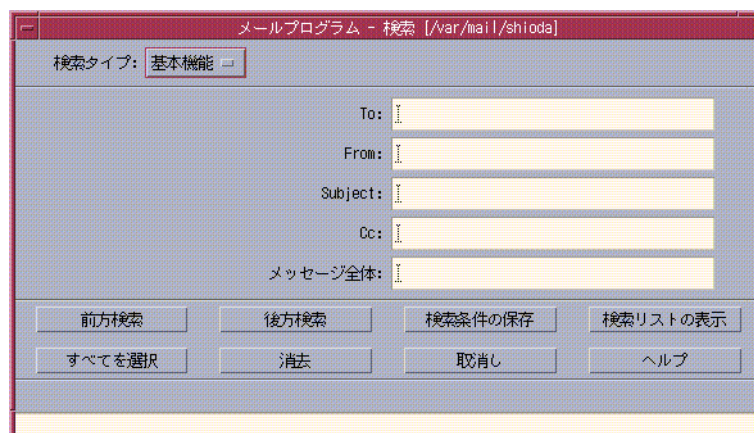 メールプログラム - 検索 [/var/mail/shioda]
検索タイプ: 基本機能
To:
From:
Subject:
Cc:
メッセージ全体:
前方検索 後方検索 検索条件の保存 検索リストの表示
すべてを選択 消去 取消し ヘルプ